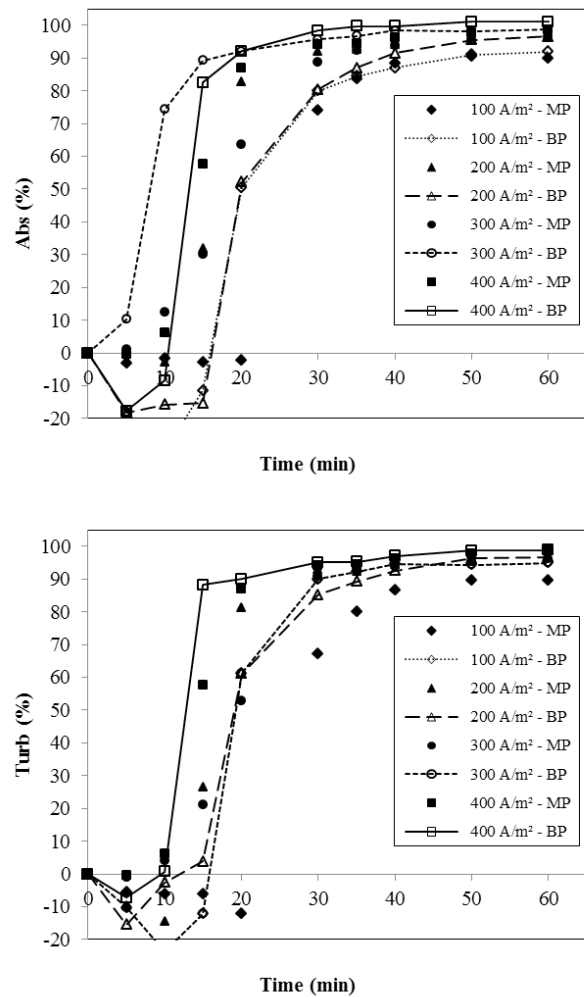 100
90
80
70
60
50
40
30
20
10
0
-10
-20
0
10
20
30
40
50
60
Abs (%)
Time (min)
100 A/m² - MP
100 A/m² - BP
200 A/m² - MP
200 A/m² - BP
300 A/m² - MP
300 A/m² - BP
400 A/m² - MP
400 A/m² - BP
100
90
80
70
60
50
40
30
20
10
0
-10
-20
0
10
20
30
40
50
60
Turb (%)
Time (min)
100 A/m² - MP
100 A/m² - BP
200 A/m² - MP
200 A/m² - BP
300 A/m² - MP
300 A/m² - BP
400 A/m² - MP
400 A/m² - BP